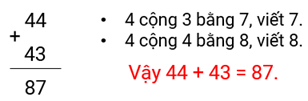 44
+
43
87
• 4 cộng 3 bằng 7, viết 7.
• 4 cộng 4 bằng 8, viết 8.
Vậy 44 + 43 = 87.